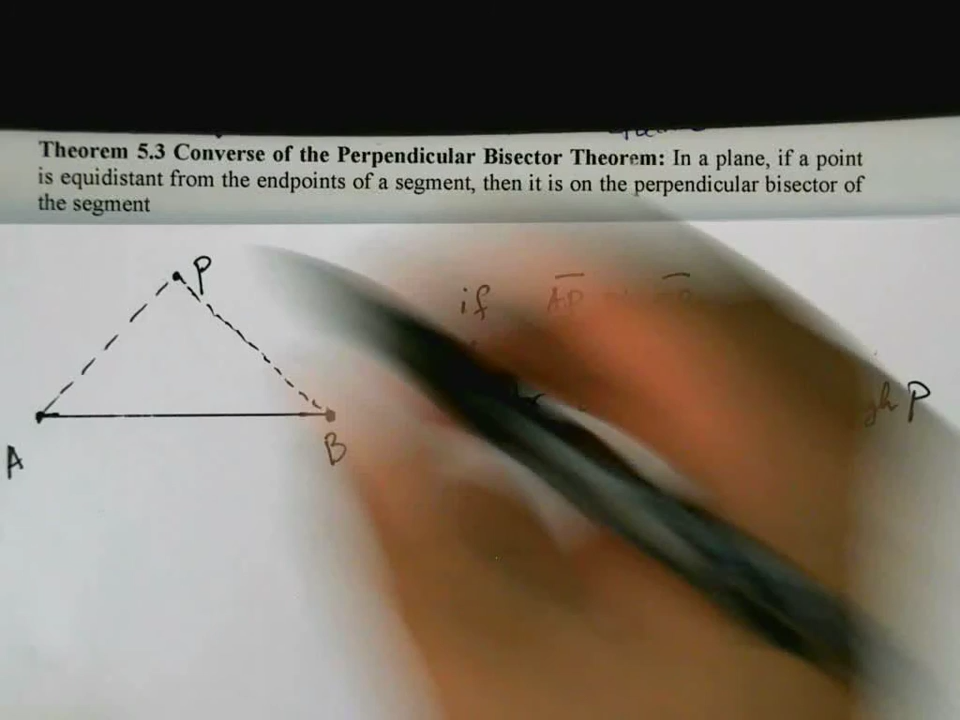 Theorem 5.3 Converse of the Perpendicular Bisector Theorem: In a plane, if a point
is equidistant from the endpoints of a segment, then it is on the perpendicular bisector of
the segment
P
if AP
P
A
B